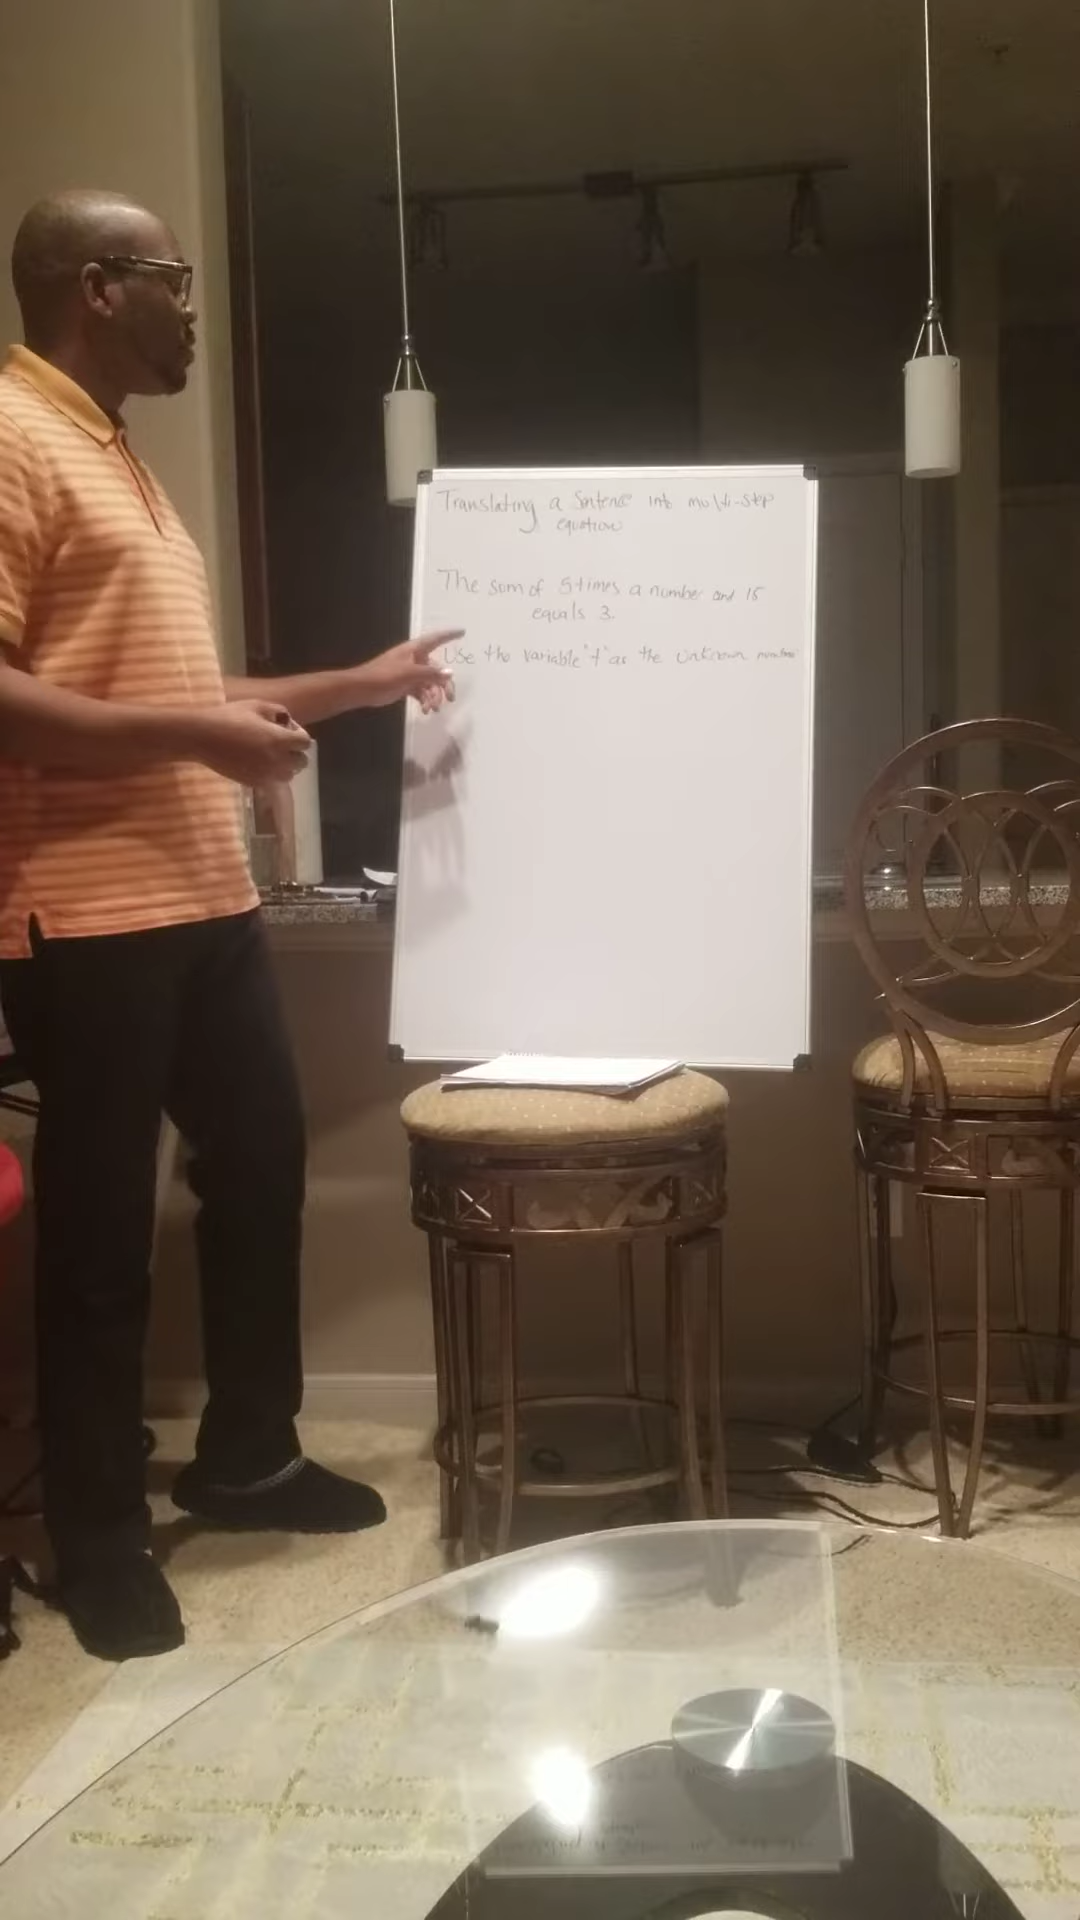 Translating a Sentence into multi-step
equation
The sum of 5 times a number and 15
equals 3.
Use the variable "t" as the unknown number